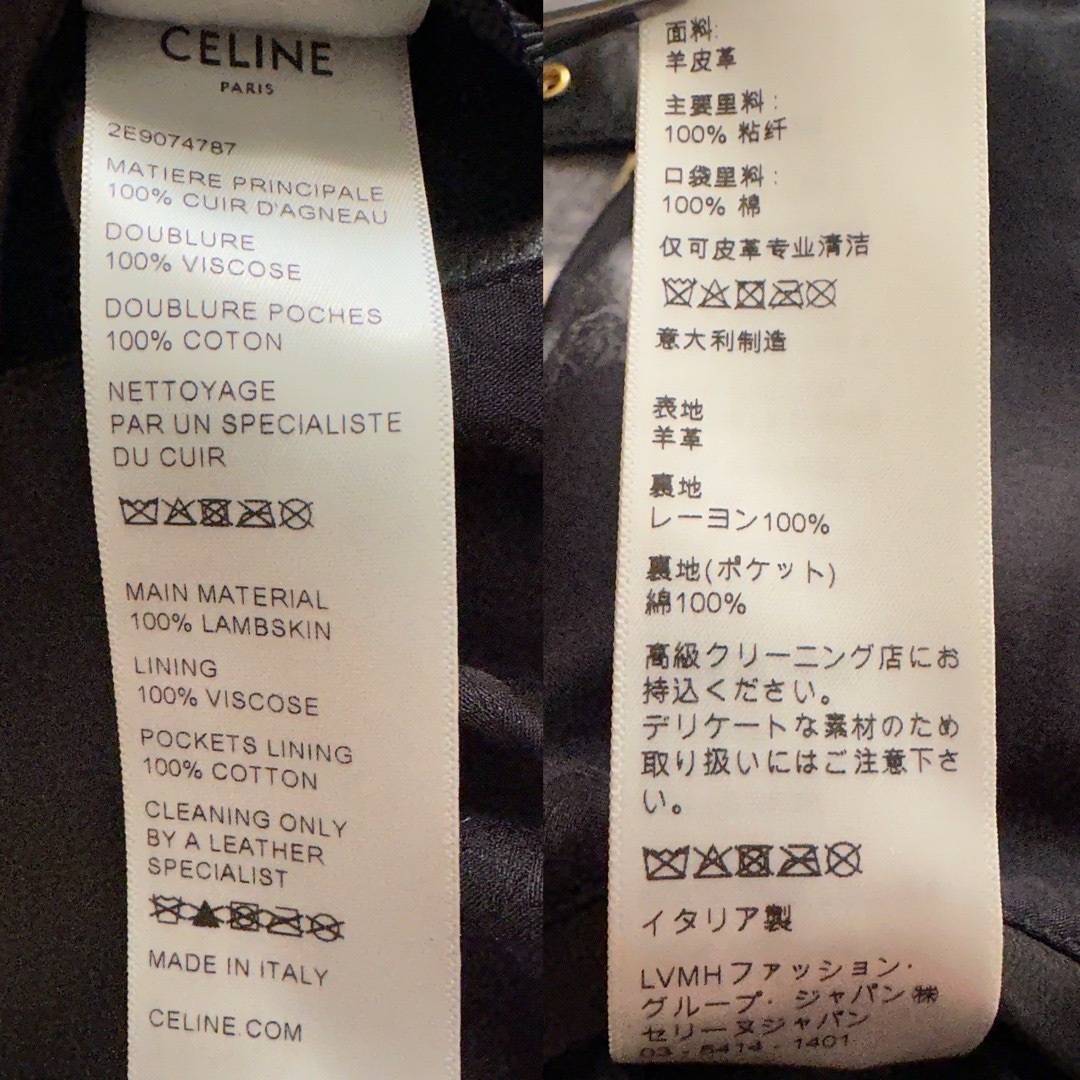 CELINE
PARIS
2E9074787
MATIERE PRINCIPALE
100% CUIR D'AGNEAU
DOUBLURE
100% VISCOSE
DOUBLURE POCHES
100% COTON
NETTOYAGE
PAR UN SPECIALISTE
DU CUIR
MAIN MATERIAL
100% LAMBSKIN
LINING
100% VISCOSE
POCKETS LINING
100% COTTON
CLEANING ONLY
BY A LEATHER
SPECIALIST
MADE IN ITALY
CELINE.COM
面料:
羊皮革
主要里料:
100% 粘纤
口袋里料:
100% 棉
仅可皮革专业清洁
意大利制造
表地
羊革
裏地
レーヨン100%
裏地(ポケット)
綿100%
高級クリーニング店にお
持込ください。
デリケートな素材のため
取り扱いにはご注意下さ
い。
イタリア製
LVMHファッション・
グループ・ジャパン㈱
セリーヌジャパン
03-5414-1401